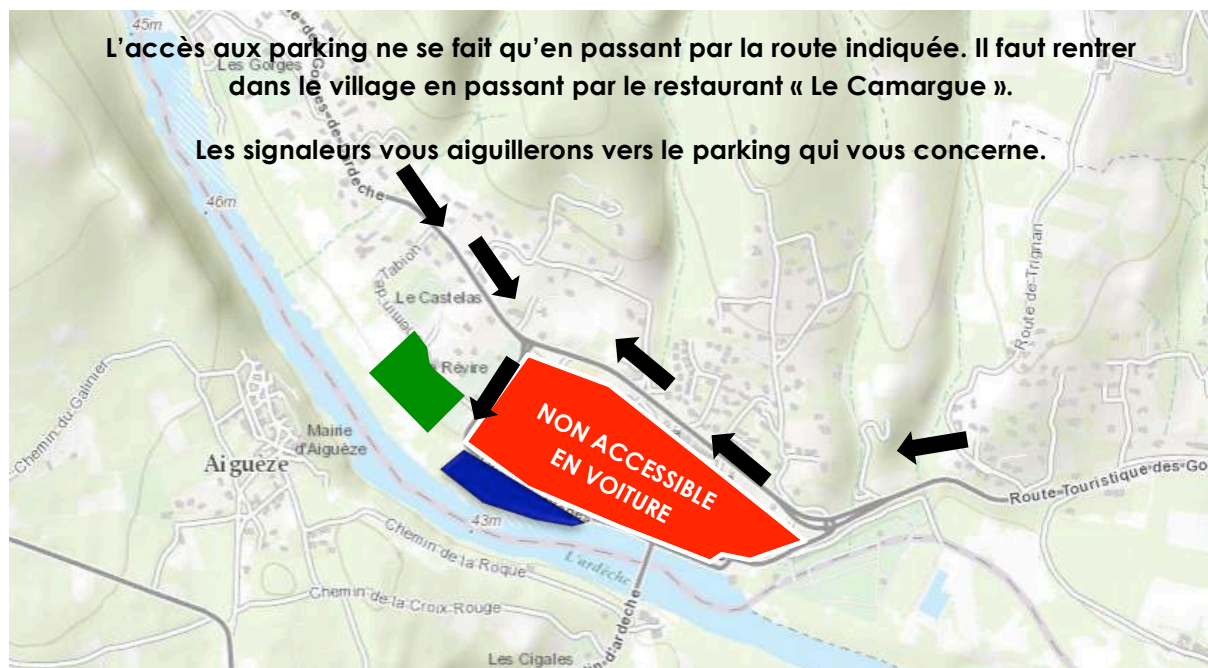 45m
L'accès aux parking ne se fait qu'en passant par la route indiquée. Il faut rentrer
Les Gorges
dans le village en passant par le restaurant « Le Camargue ».
Les signaleurs vous aiguillerons vers le parking qui vous concerne.
46m
Le Castelas
Route de Trignan
Chemin du Galinier
NON ACCESSIBLE
EN VOITURE
Mairie
d'Aiguèze
Aiguèze
Route-Touristique-des-Go
43m
Chemin de la Roque
L'ardèche
Chemin de la Croix Rouge
Les Cigales